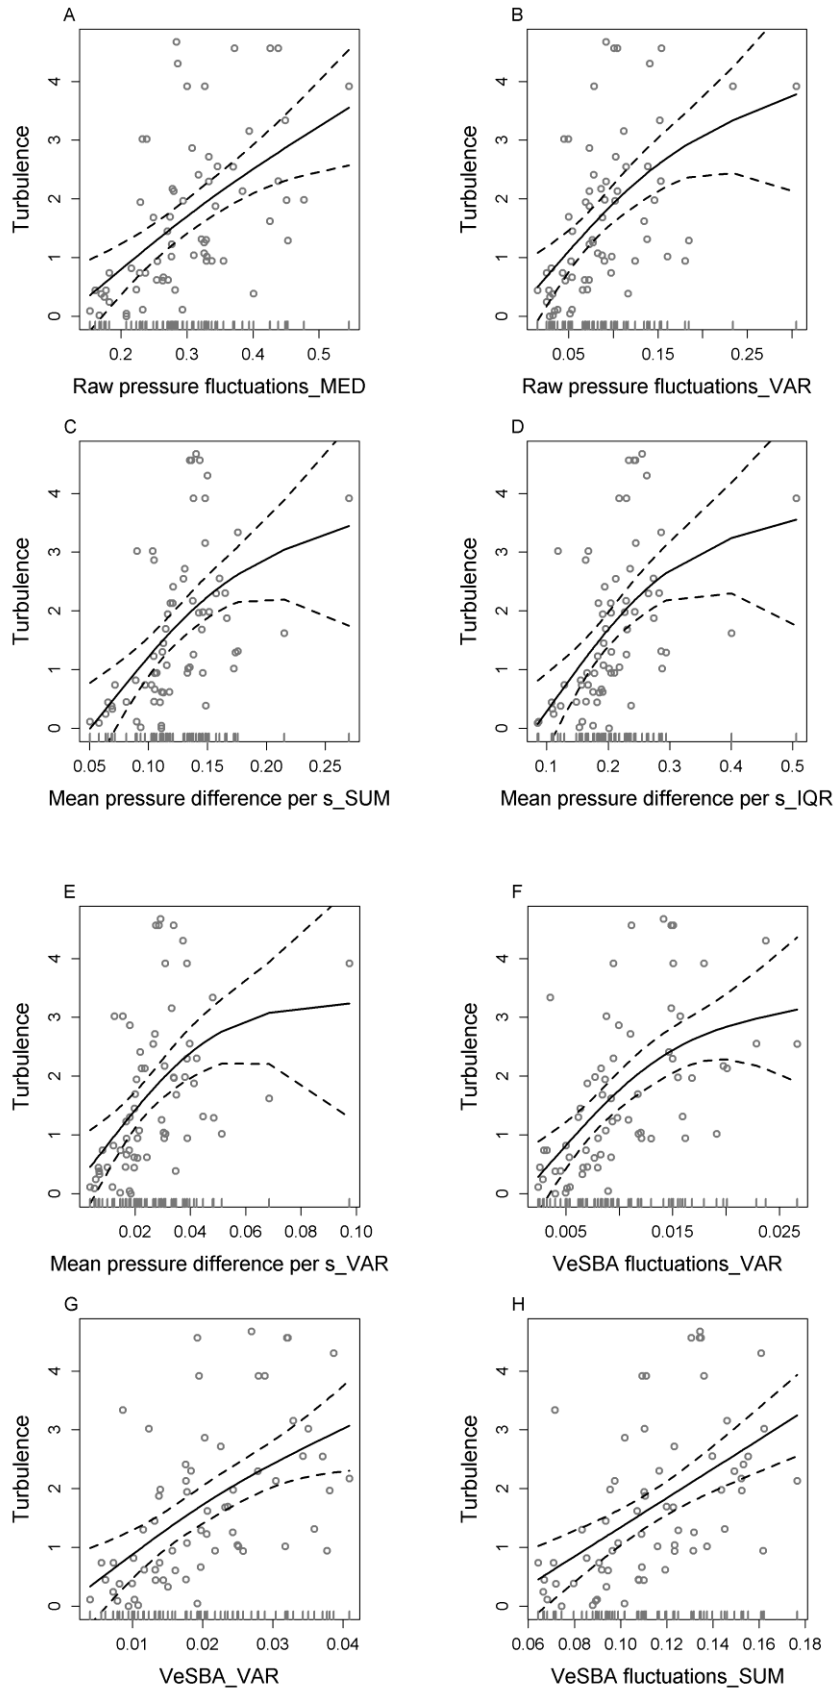 A
Turbulence
4
3
2
1
0
0.2 0.3 0.4 0.5
Raw pressure fluctuations_MED
B
Turbulence
4
3
2
1
0
0.05 0.15 0.25
Raw pressure fluctuations_VAR
C
Turbulence
4
3
2
1
0
0.05 0.10 0.15 0.20 0.25
Mean pressure difference per s_SUM
D
Turbulence
4
3
2
1
0
0.1 0.2 0.3 0.4 0.5
Mean pressure difference per s_IQR
E
Turbulence
4
3
2
1
0
0.02 0.04 0.06 0.08 0.10
Mean pressure difference per s_VAR
F
Turbulence
4
3
2
1
0
0.005 0.015 0.025
VeSBA fluctuations_VAR
G
Turbulence
4
3
2
1
0
0.01 0.02 0.03 0.04
VeSBA_VAR
H
Turbulence
4
3
2
1
0
0.06 0.08 0.10 0.12 0.14 0.16 0.18
VeSBA fluctuations_SUM